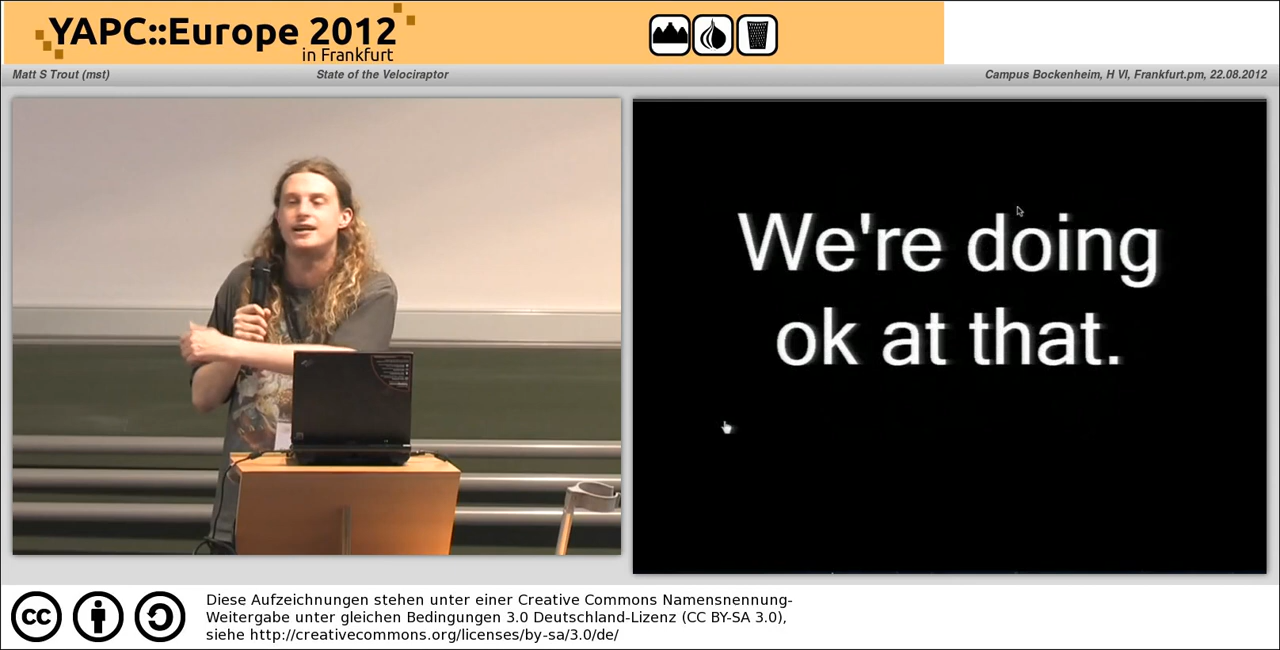 YAPC::Europe 2012
in Frankfurt
Matt S Trout (mst)
State of the Velociraptor
Campus Bockenheim, H VI, Frankfurt.pm, 22.08.2012
We're doing
ok at that.
cc
Diese Aufzeichnungen stehen unter einer Creative Commons Namensnennung-
Weitergabe unter gleichen Bedingungen 3.0 Deutschland-Lizenz (CC BY-SA 3.0),
siehe http://creativecommons.org/licenses/by-sa/3.0/de/